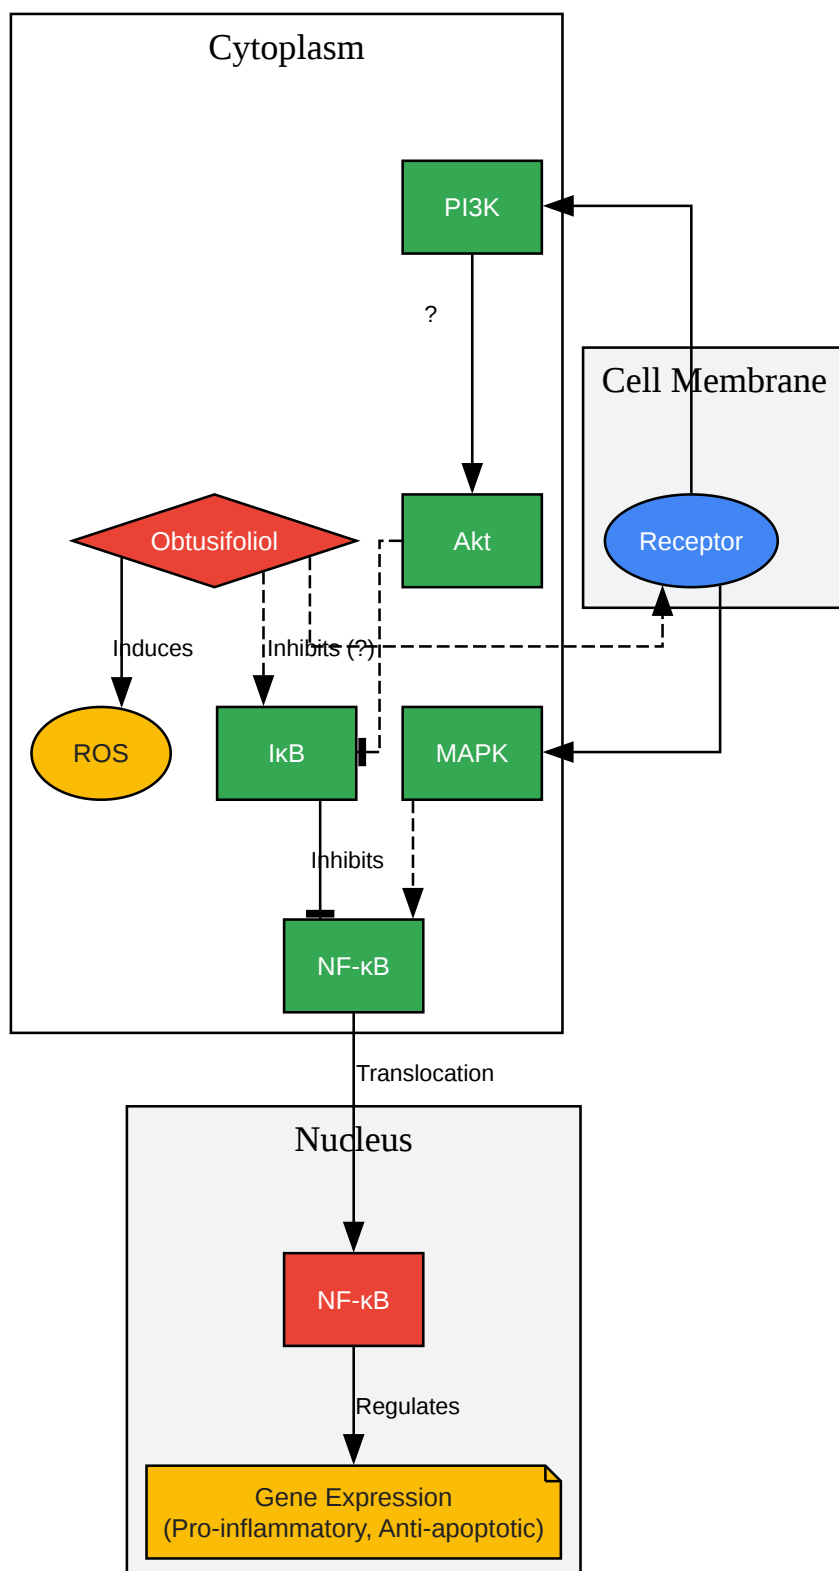 Cytoplasm
PI3K
?
Cell Membrane
Obtusifoliol
Akt
Receptor
Induces
Inhibits (?)
ROS
IκB
MAPK
Inhibits
NF-κB
Translocation
Nucleus
NF-κB
Regulates
Gene Expression
(Pro-inflammatory, Anti-apoptotic)